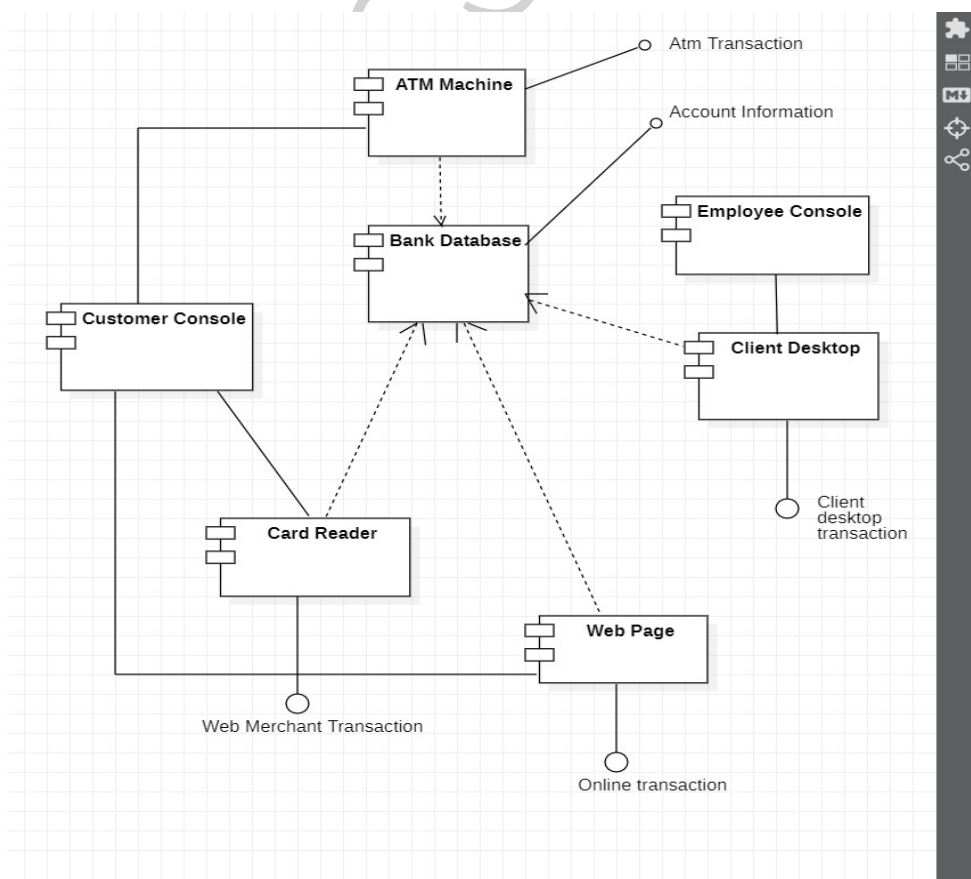 Atm Transaction
ATM Machine
Account Information
Employee Console
Bank Database
Customer Console
Client Desktop
Client
desktop
transaction
Card Reader
Web Page
Web Merchant Transaction
Online transaction
M